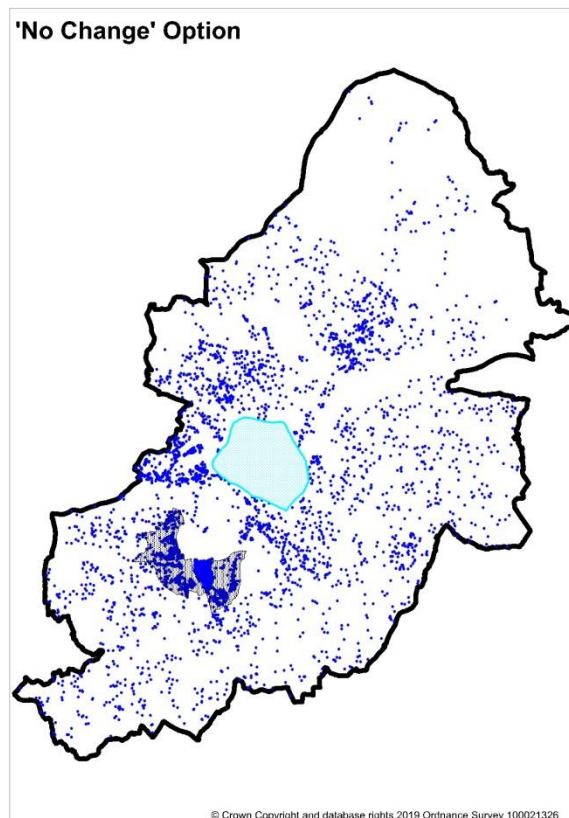 'No Change' Option
© Crown Copyright and database rights 2019 Ordnance Survey 100021326